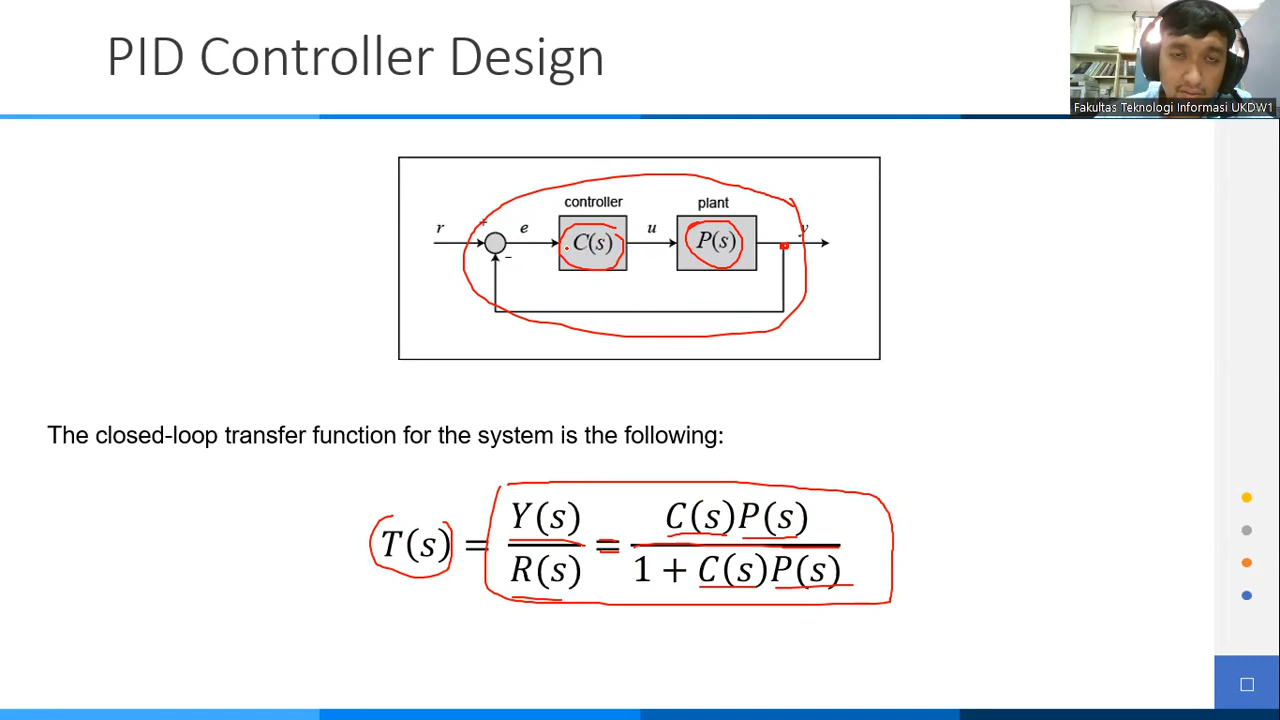 PID Controller Design
Fakultas Teknologi Informasi UKDW1
controller plant
r + e C(s) u P(s) y
−
The closed-loop transfer function for the system is the following:
T(s) = Y(s)/R(s) = C(s)P(s)/1 + C(s)P(s)